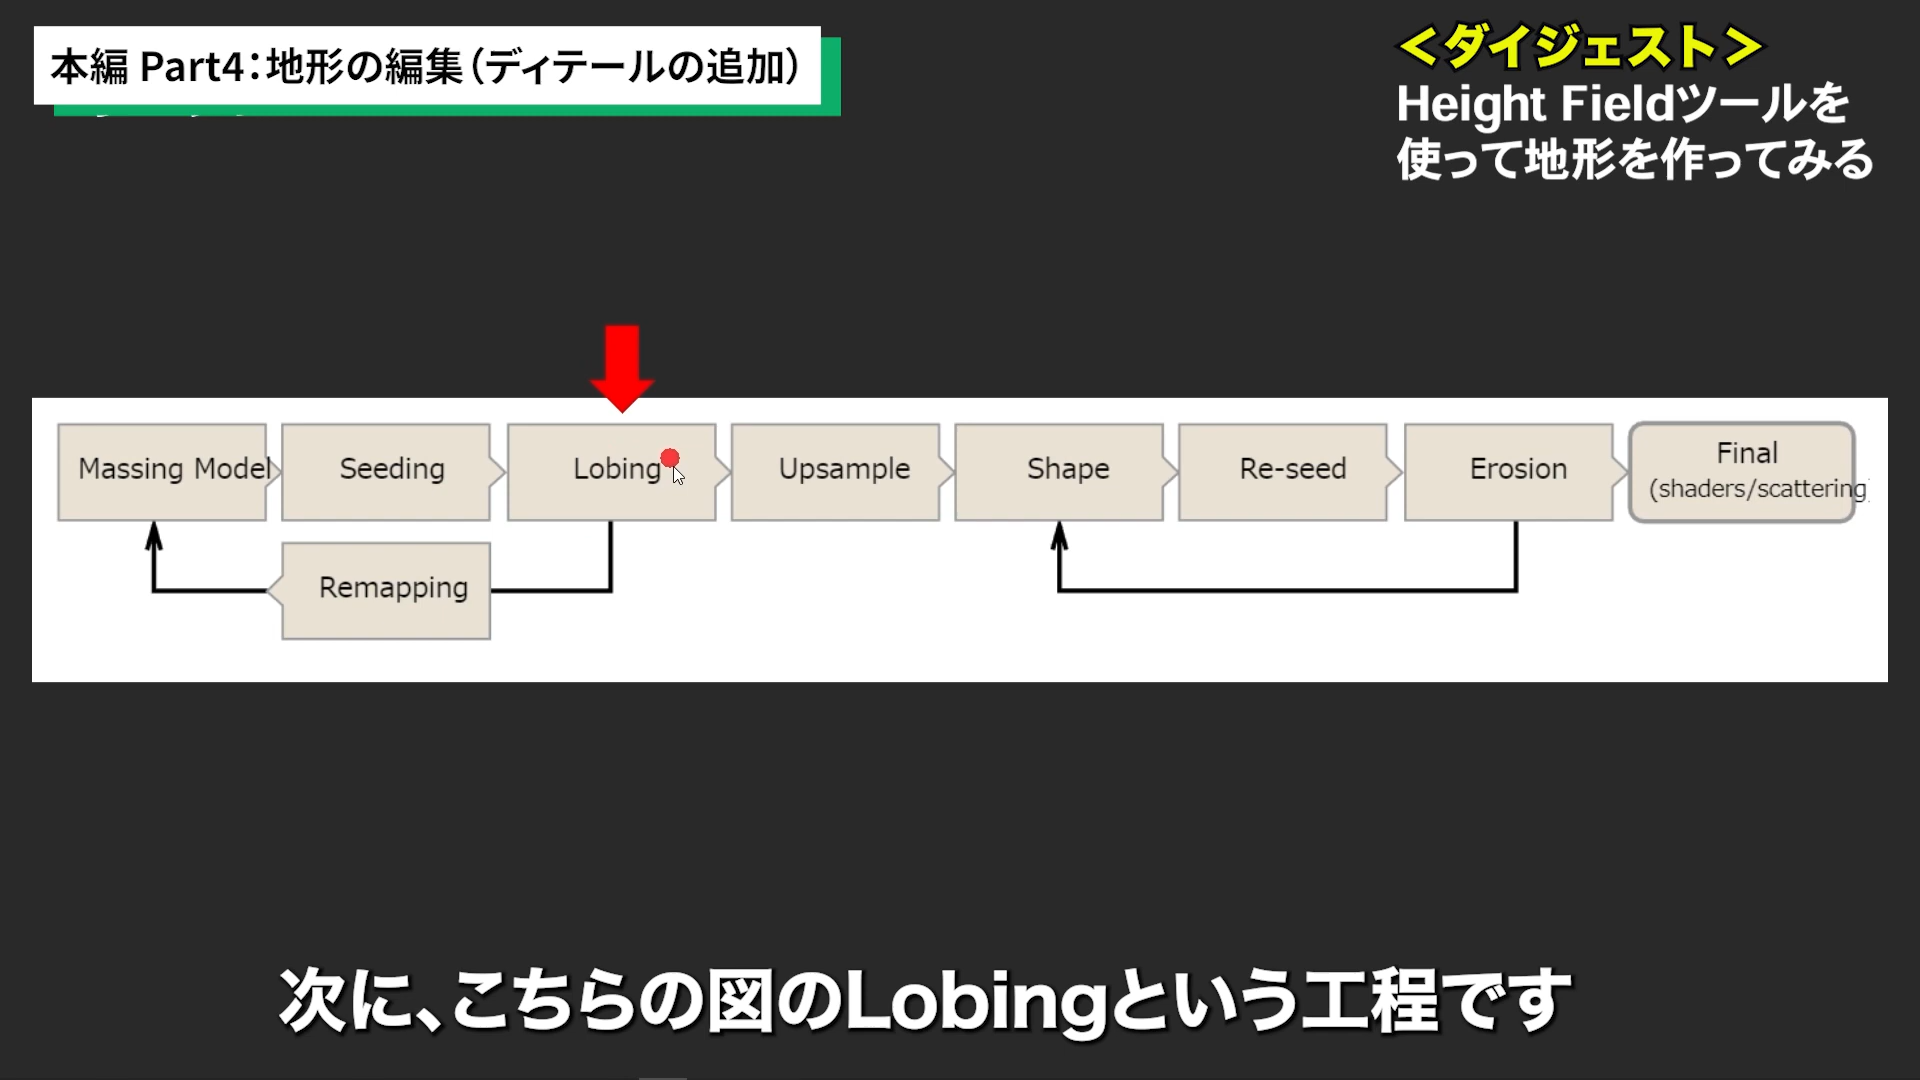 本編 Part4：地形の編集（ディテールの追加）
＜ダイジェスト＞
Height Fieldツールを
使って地形を作ってみる
Massing Model
Seeding
Lobing
Upsample
Shape
Re-seed
Erosion
Final
(shaders/scattering)
Remapping
次に、こちらの図のLobingという工程です